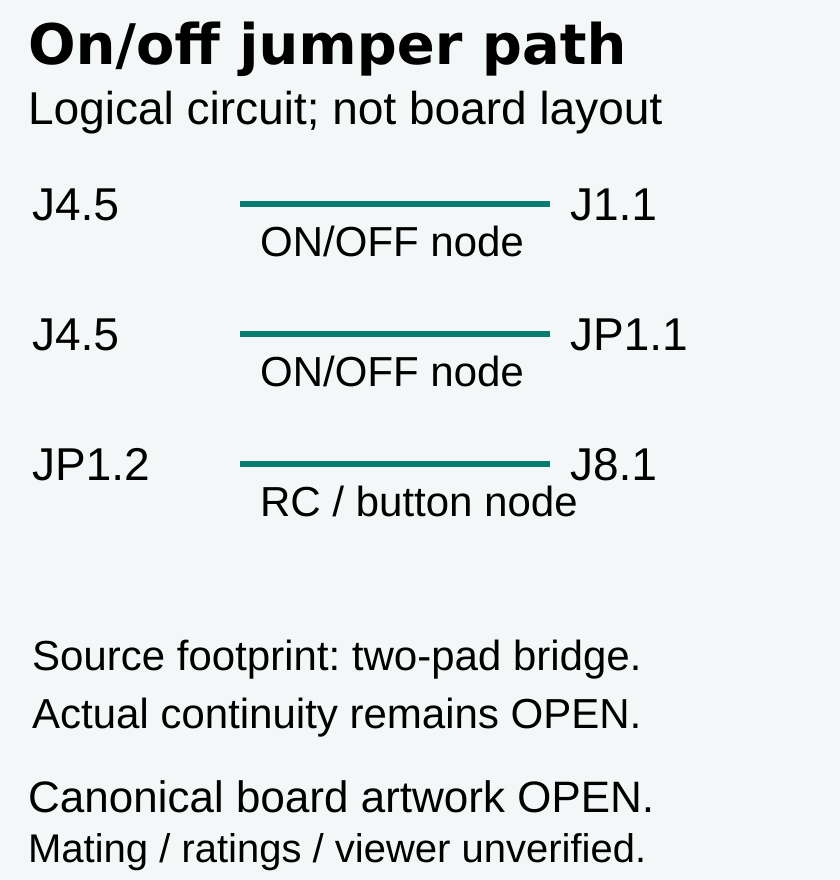 On/off jumper path
Logical circuit; not board layout
J4.5 J1.1
ON/OFF node
J4.5 JP1.1
ON/OFF node
JP1.2 J8.1
RC / button node
Source footprint: two-pad bridge.
Actual continuity remains OPEN.
Canonical board artwork OPEN.
Mating / ratings / viewer unverified.